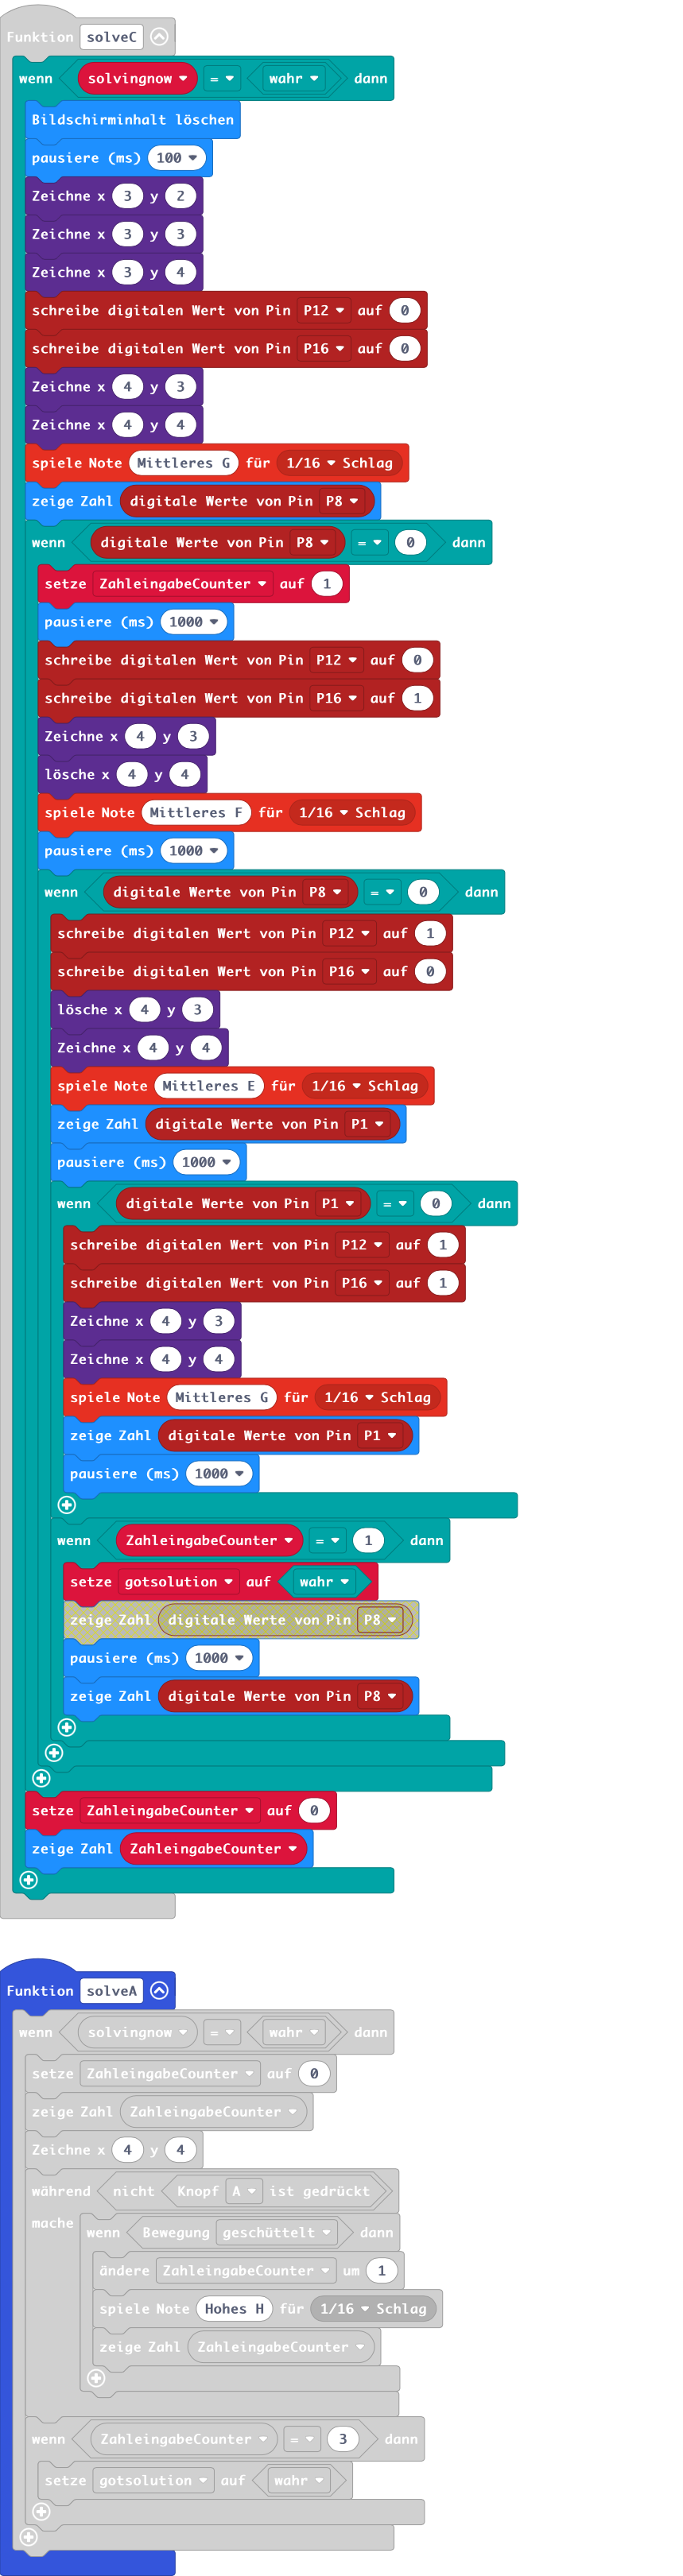 Funktion solveC
wenn solvingnow = wahr dann
Bildschirminhalt löschen
pausiere (ms) 100
Zeichne x 3 y 2
Zeichne x 3 y 3
Zeichne x 3 y 4
schreibe digitalen Wert von Pin P12 auf 0
schreibe digitalen Wert von Pin P16 auf 0
Zeichne x 4 y 3
Zeichne x 4 y 4
spiele Note Mittleres G für 1/16 Schlag
zeige Zahl digitale Werte von Pin P8
wenn digitale Werte von Pin P8 = 0 dann
setze ZahleingabeCounter auf 1
pausiere (ms) 1000
schreibe digitalen Wert von Pin P12 auf 0
schreibe digitalen Wert von Pin P16 auf 1
Zeichne x 4 y 3
lösche x 4 y 4
spiele Note Mittleres F für 1/16 Schlag
pausiere (ms) 1000
wenn digitale Werte von Pin P8 = 0 dann
schreibe digitalen Wert von Pin P12 auf 1
schreibe digitalen Wert von Pin P16 auf 0
lösche x 4 y 3
Zeichne x 4 y 4
spiele Note Mittleres E für 1/16 Schlag
zeige Zahl digitale Werte von Pin P1
pausiere (ms) 1000
wenn digitale Werte von Pin P1 = 0 dann
schreibe digitalen Wert von Pin P12 auf 1
schreibe digitalen Wert von Pin P16 auf 1
Zeichne x 4 y 3
Zeichne x 4 y 4
spiele Note Mittleres G für 1/16 Schlag
zeige Zahl digitale Werte von Pin P1
pausiere (ms) 1000
wenn ZahleingabeCounter = 1 dann
setze gotsolution auf wahr
zeige Zahl digitale Werte von Pin P8
pausiere (ms) 1000
zeige Zahl digitale Werte von Pin P8
setze ZahleingabeCounter auf 0
zeige Zahl ZahleingabeCounter
Funktion solveA
wenn solvingnow = wahr dann
setze ZahleingabeCounter auf 0
zeige Zahl ZahleingabeCounter
Zeichne x 4 y 4
während nicht Knopf A ist gedrückt
mache wenn Bewegung geschüttelt dann
ändere ZahleingabeCounter um 1
spiele Note Hohes H für 1/16 Schlag
zeige Zahl ZahleingabeCounter
wenn ZahleingabeCounter = 3 dann
setze gotsolution auf wahr